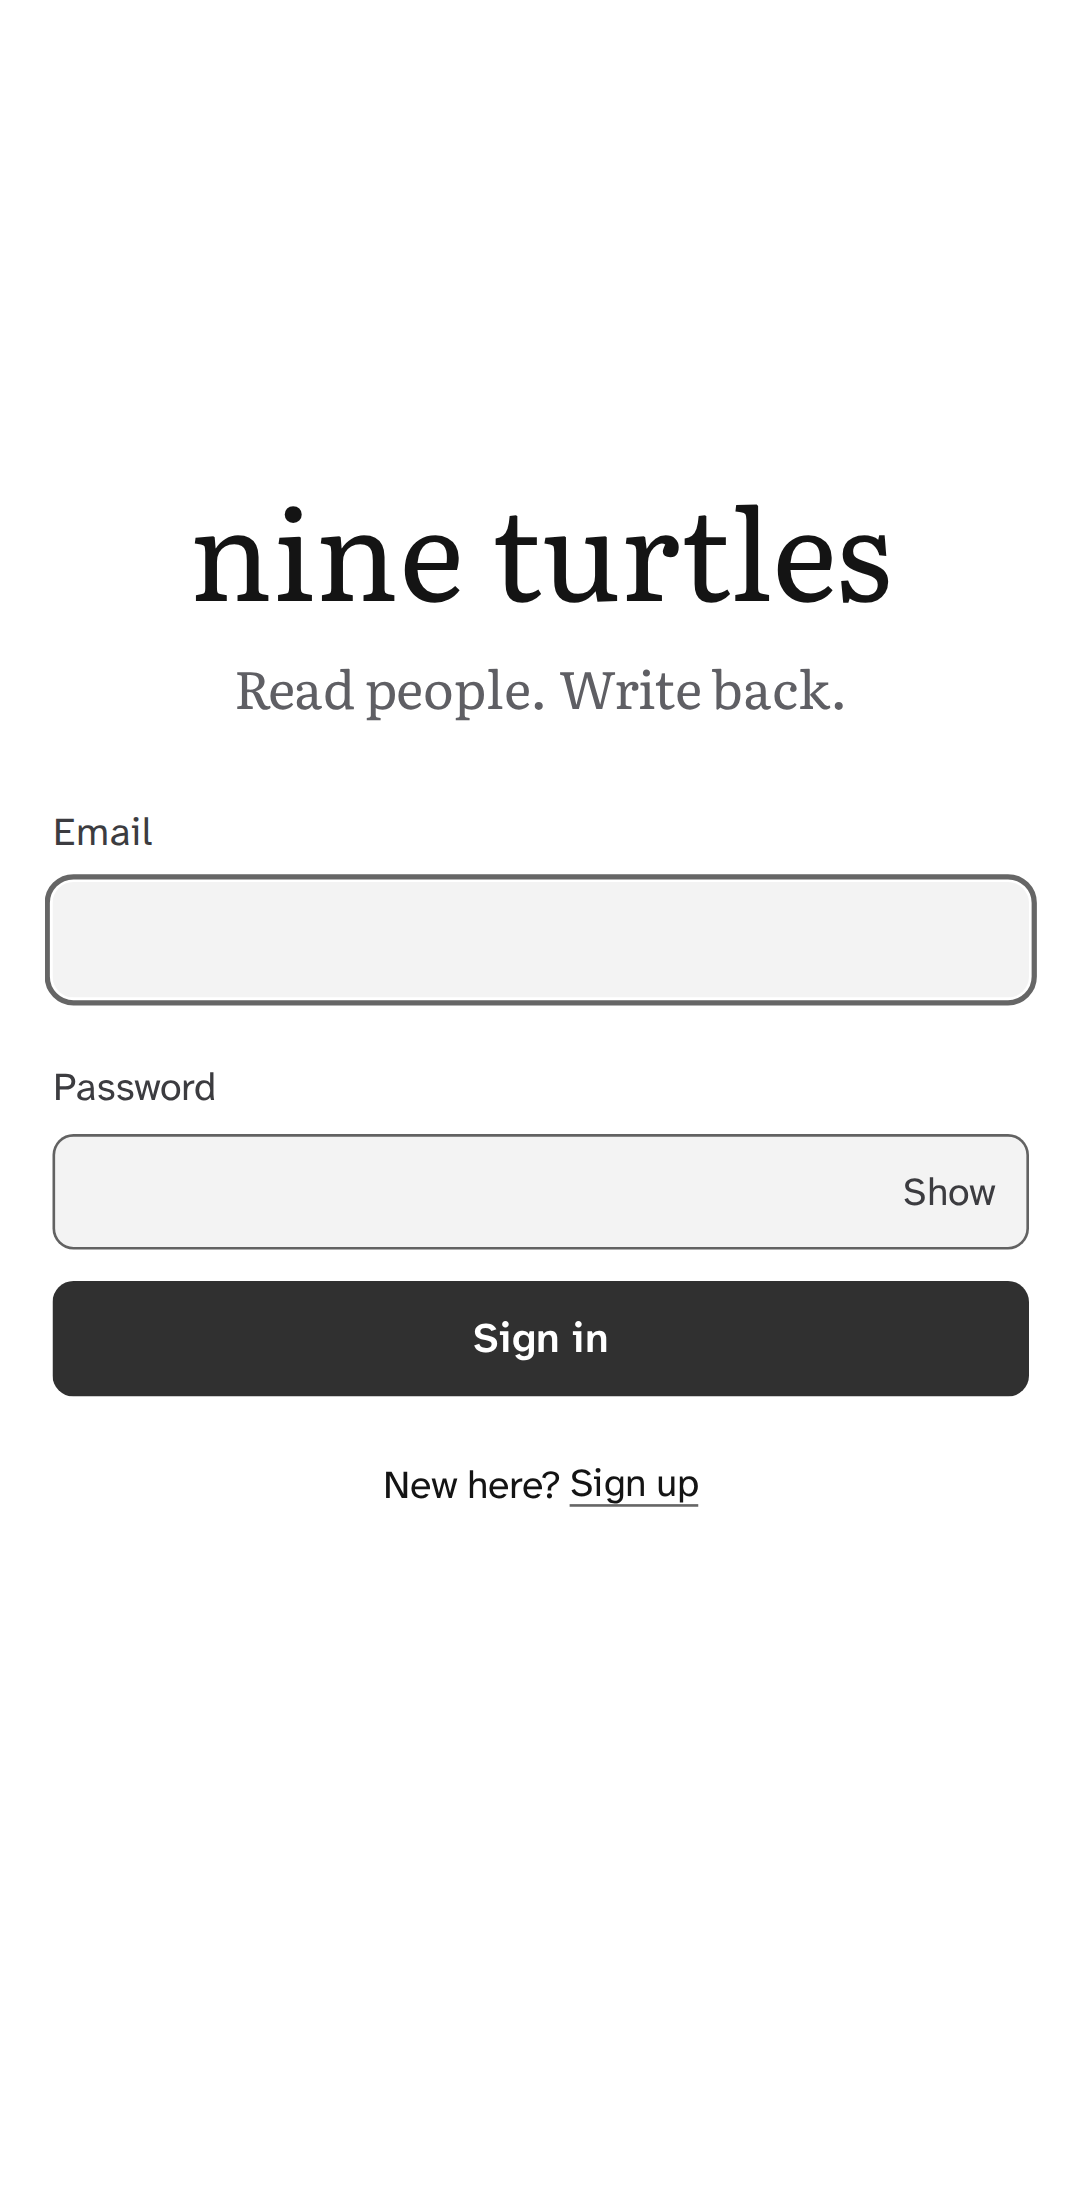 nine turtles
Read people. Write back.
Email
Password
Show
Sign in
New here? Sign up